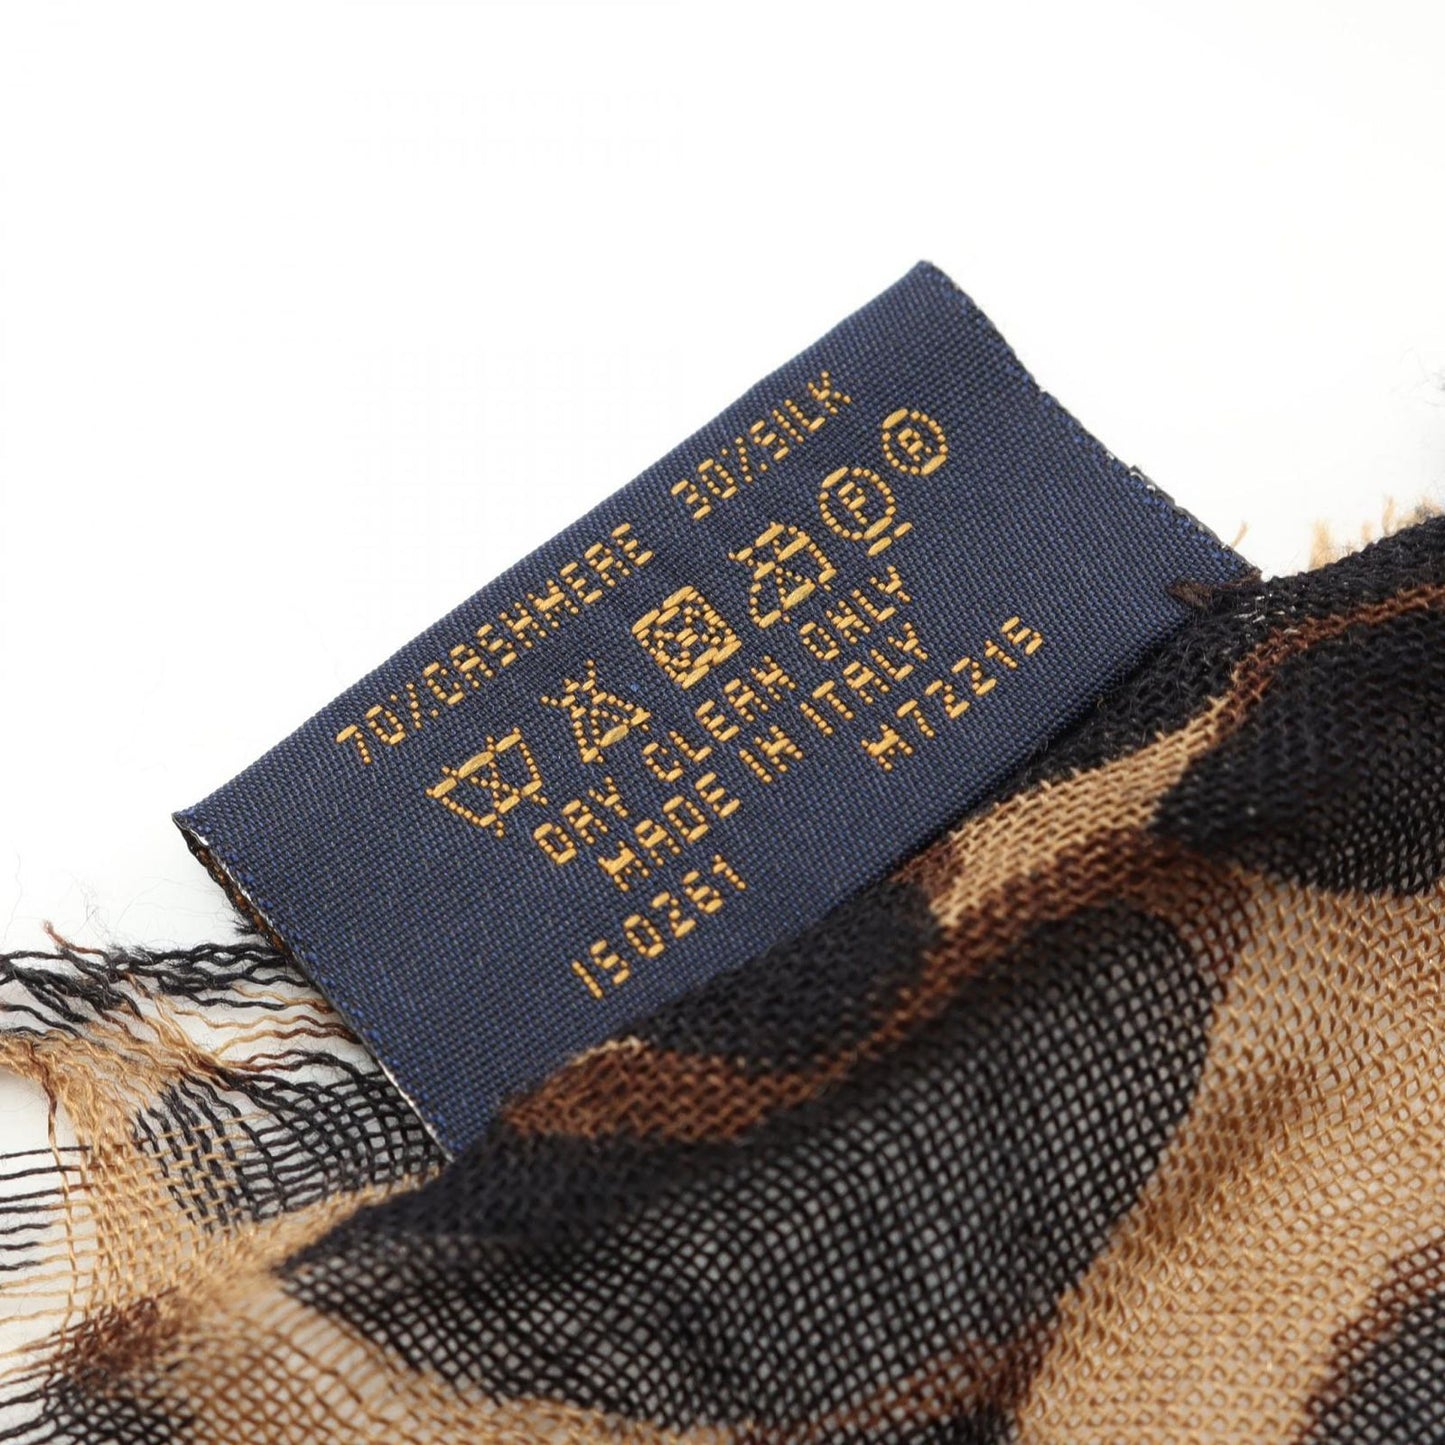 70%CASHMERE 30%SILK
P
P
DRY CLEAN ONLY
MADE IN ITALY
150261 M72215